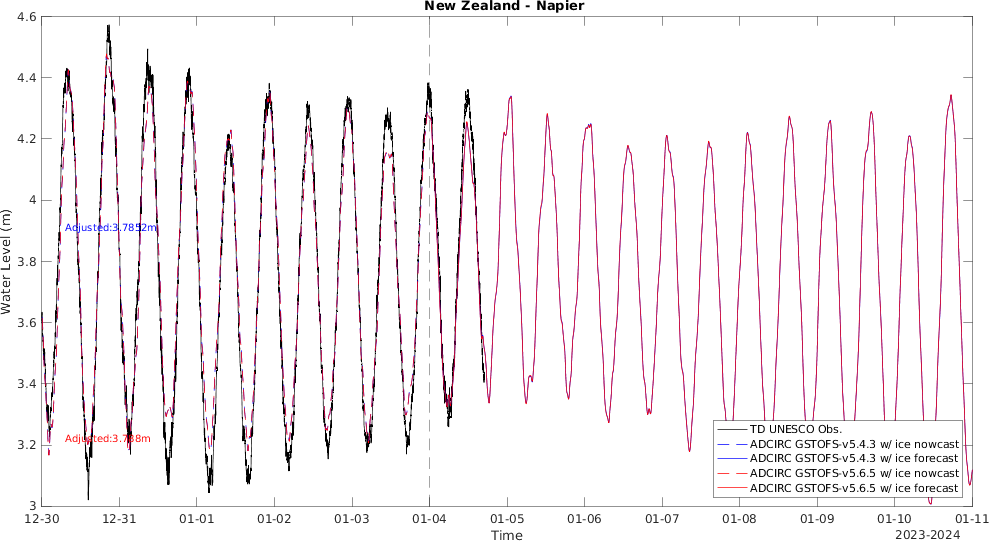 New Zealand - Napier
4.6
4.4
4.2
4
3.8
3.6
3.4
3.2
3
Water Level (m)
Adjusted:3.7852m
Adjusted:3.788m
TD UNESCO Obs.
ADCIRC GSTOFS-v5.4.3 w/ ice nowcast
ADCIRC GSTOFS-v5.4.3 w/ ice forecast
ADCIRC GSTOFS-v5.6.5 w/ ice nowcast
ADCIRC GSTOFS-v5.6.5 w/ ice forecast
12-30 12-31 01-01 01-02 01-03 01-04 01-05 01-06 01-07 01-08 01-09 01-10 01-11
Time
2023-2024